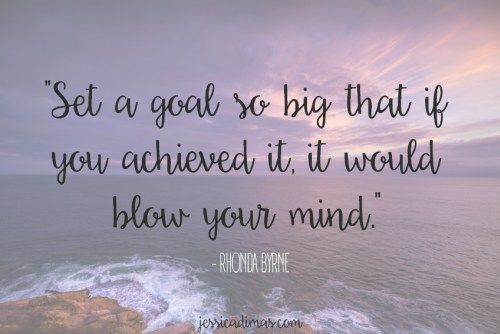 "Set a goal so big that if
you achieved it, it would
blow your mind."
- RHONDA BYRNE
jessicadimas.com